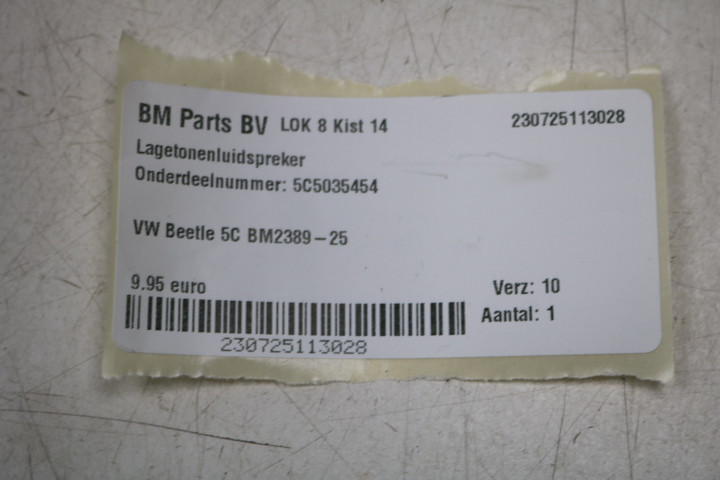 BM Parts BV LOK 8 Kist 14 230725113028
Lagetonenluidspreker
Onderdeelnummer: 5C5035454
VW Beetle 5C BM2389-25
9.95 euro Verz: 10
Aantal: 1
230725113028